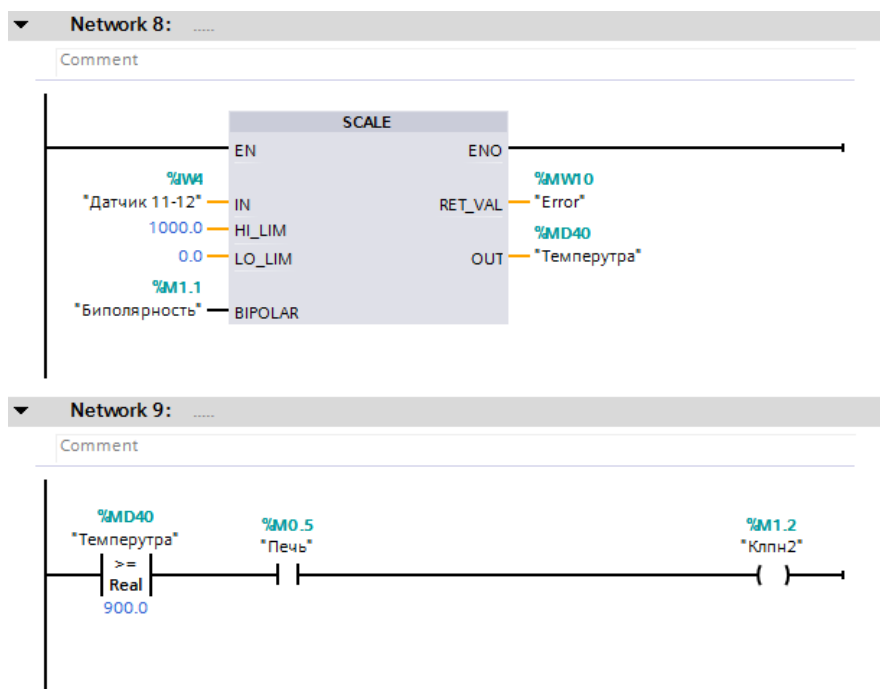 Network 8: .....
Comment
SCALE
EN ENO
%IW4 %MW10
"Датчик 11-12" IN RET_VAL "Error"
1000.0 HI_LIM %MD40
0.0 LO_LIM OUT "Темперутра"
%M1.1
"Биполярность" BIPOLAR
Network 9: .....
Comment
%MD40 %M0.5 %M1.2
"Темперутра" "Печь" "Клпн2"
>=
Real
900.0